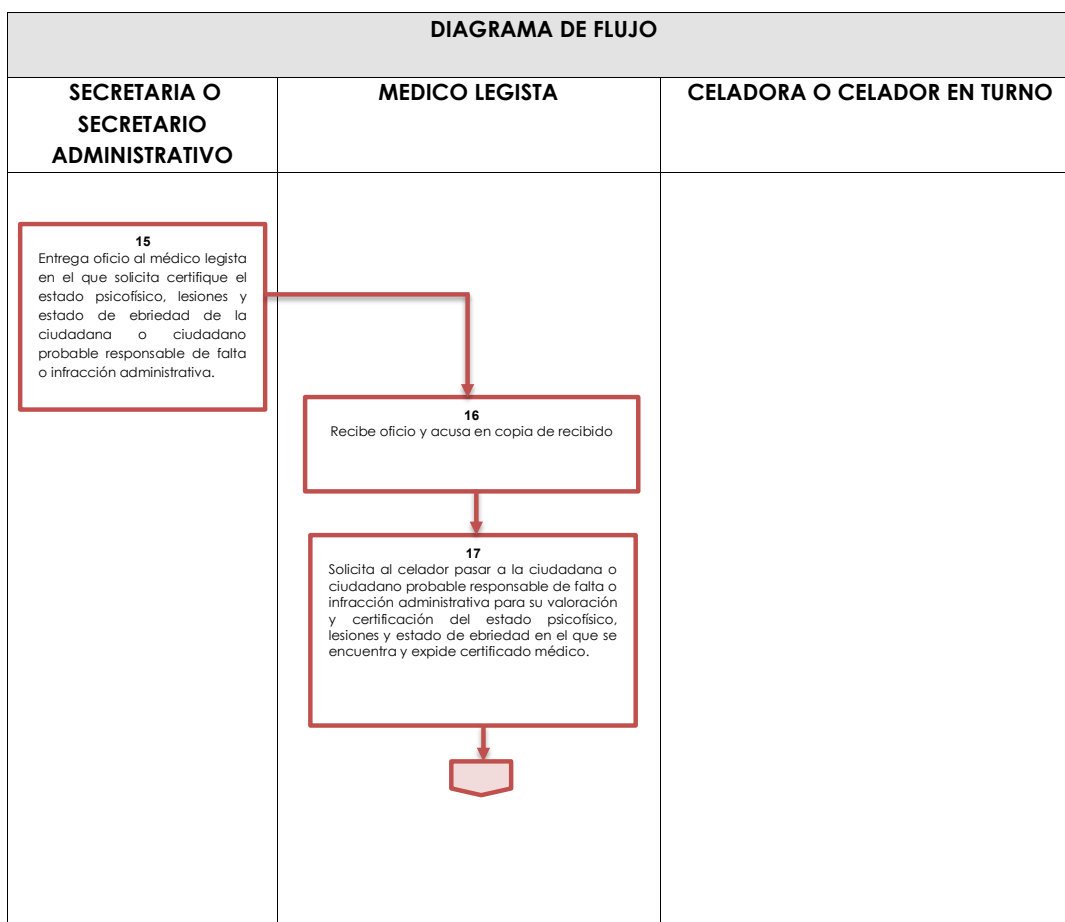 DIAGRAMA DE FLUJO
SECRETARIA O
SECRETARIO
ADMINISTRATIVO
MEDICO LEGISTA
CELADORA O CELADOR EN TURNO
15
Entrega oficio al médico legista
en el que solicita certifique el
estado psicofísico, lesiones y
estado de ebriedad de la
ciudadana o ciudadano
probable responsable de falta
o infracción administrativa.
16
Recibe oficio y acusa en copia de recibido
17
Solicita al celador pasar a la ciudadana o
ciudadano probable responsable de falta o
infracción administrativa para su valoración
y certificación del estado psicofísico,
lesiones y estado de ebriedad en el que se
encuentra y expide certificado médico.